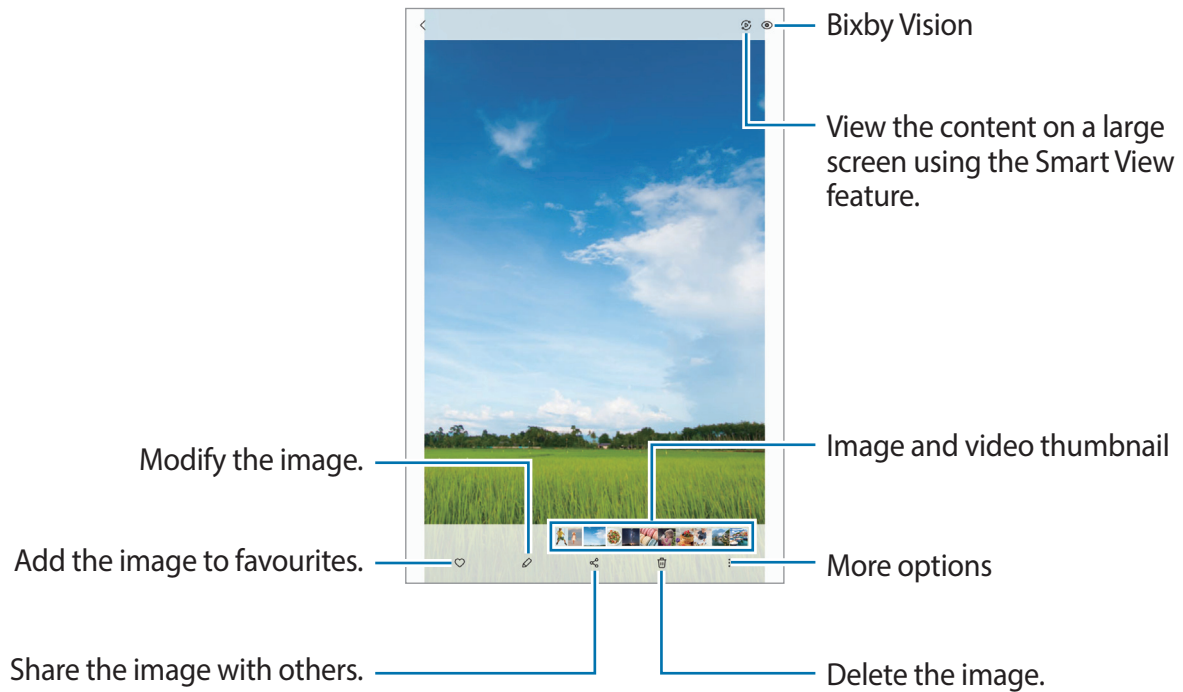 Bixby Vision
View the content on a large
screen using the Smart View
feature.
Modify the image.
Image and video thumbnail
Add the image to favourites.
More options
Share the image with others.
Delete the image.